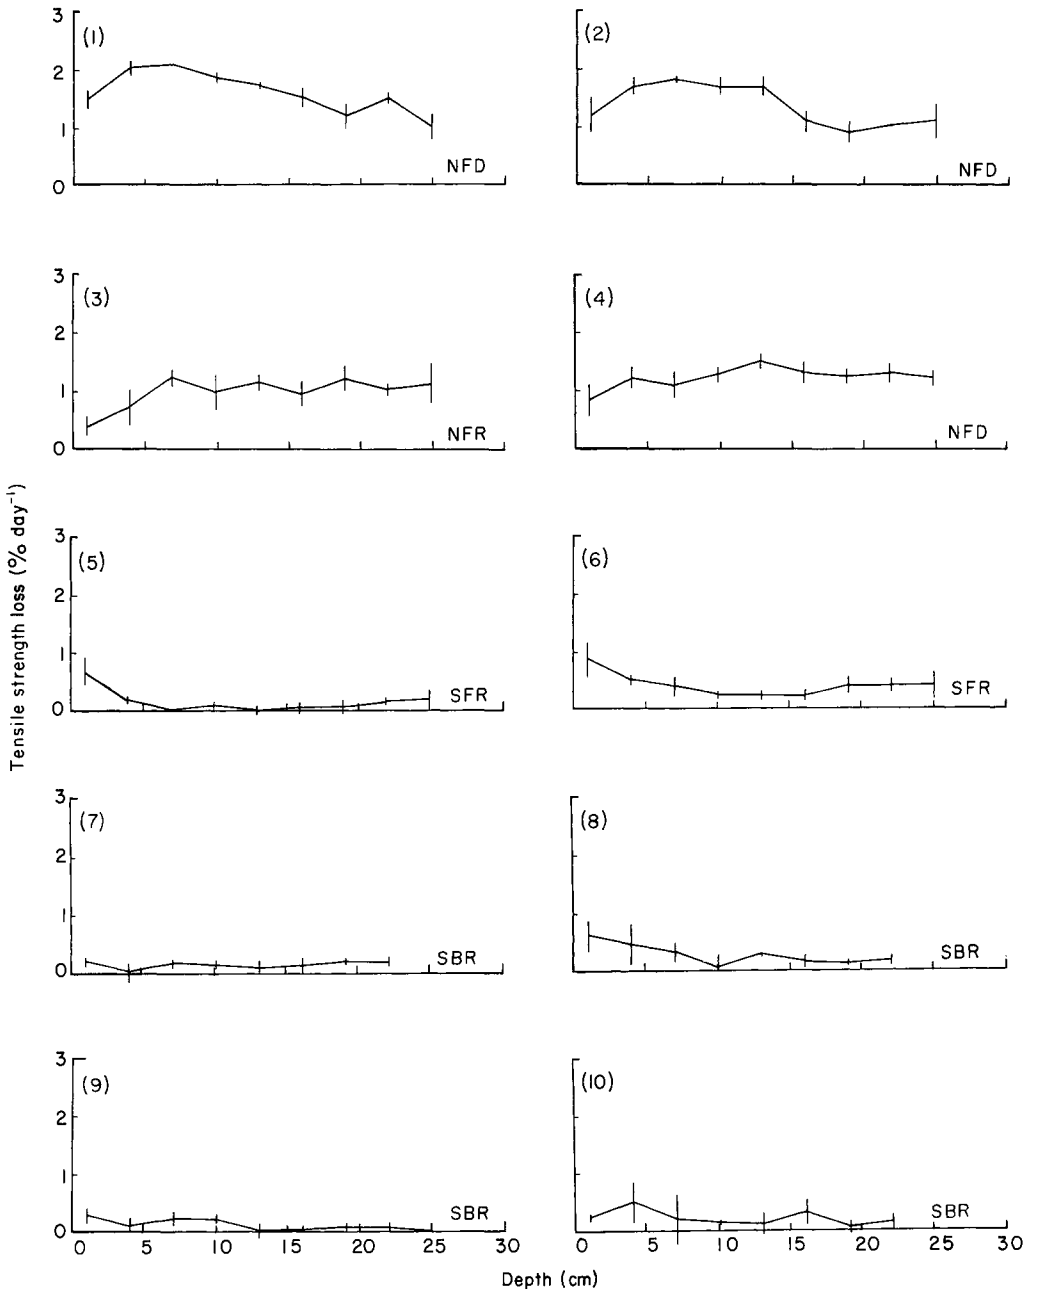 3
(1)
2
1
NFD
0
(2)
NFD
3
(3)
2
1
NFR
0
(4)
NFD
Tensile strength loss (% day⁻¹)
3
(5)
2
1
SFR
0
(6)
SFR
3
(7)
2
1
SBR
0
(8)
SBR
3
(9)
2
1
SBR
0
0 5 10 15 20 25 30
(10)
SBR
0 5 10 15 20 25 30
Depth (cm)